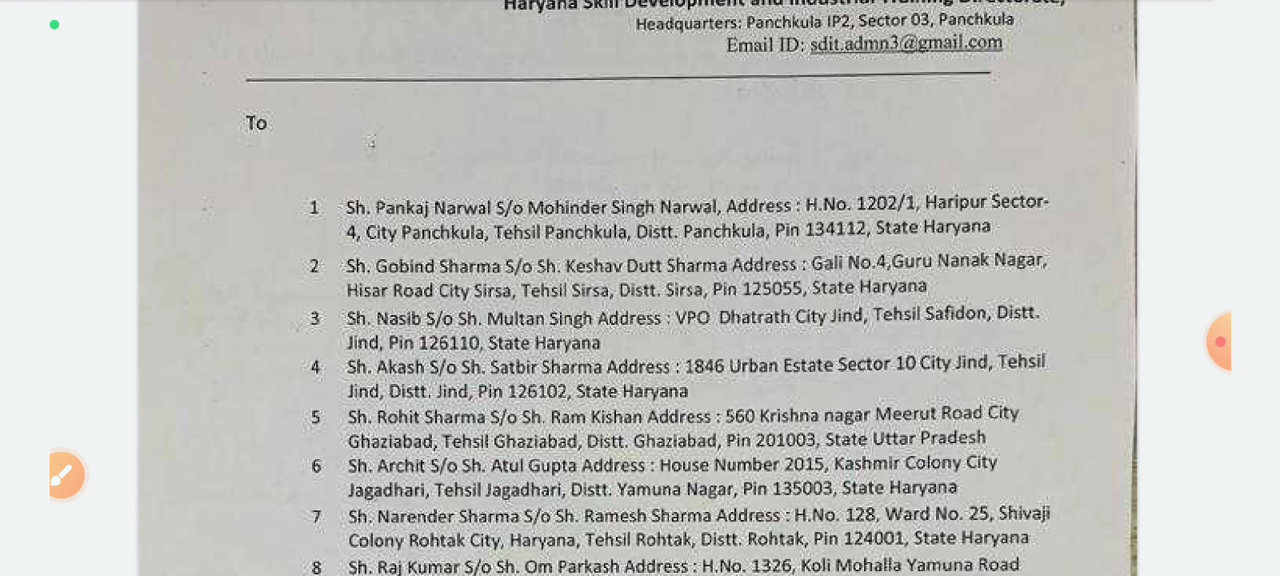 Haryana Skill Development and Industrial Training Directorate,
Headquarters: Panchkula IP2, Sector 03, Panchkula
Email ID: sdit.admn3@gmail.com
To
1 Sh. Pankaj Narwal S/o Mohinder Singh Narwal, Address : H.No. 1202/1, Haripur Sector-
4, City Panchkula, Tehsil Panchkula, Distt. Panchkula, Pin 134112, State Haryana
2 Sh. Gobind Sharma S/o Sh. Keshav Dutt Sharma Address : Gali No.4,Guru Nanak Nagar,
Hisar Road City Sirsa, Tehsil Sirsa, Distt. Sirsa, Pin 125055, State Haryana
3 Sh. Nasib S/o Sh. Multan Singh Address : VPO Dhatrath City Jind, Tehsil Safidon, Distt.
Jind, Pin 126110, State Haryana
4 Sh. Akash S/o Sh. Satbir Sharma Address : 1846 Urban Estate Sector 10 City Jind, Tehsil
Jind, Distt. Jind, Pin 126102, State Haryana
5 Sh. Rohit Sharma S/o Sh. Ram Kishan Address : 560 Krishna nagar Meerut Road City
Ghaziabad, Tehsil Ghaziabad, Distt. Ghaziabad, Pin 201003, State Uttar Pradesh
6 Sh. Archit S/o Sh. Atul Gupta Address : House Number 2015, Kashmir Colony City
Jagadhari, Tehsil Jagadhari, Distt. Yamuna Nagar, Pin 135003, State Haryana
7 Sh. Narender Sharma S/o Sh. Ramesh Sharma Address : H.No. 128, Ward No. 25, Shivaji
Colony Rohtak City, Haryana, Tehsil Rohtak, Distt. Rohtak, Pin 124001, State Haryana
8 Sh. Raj Kumar S/o Sh. Om Parkash Address : H.No. 1326, Koli Mohalla Yamuna Road